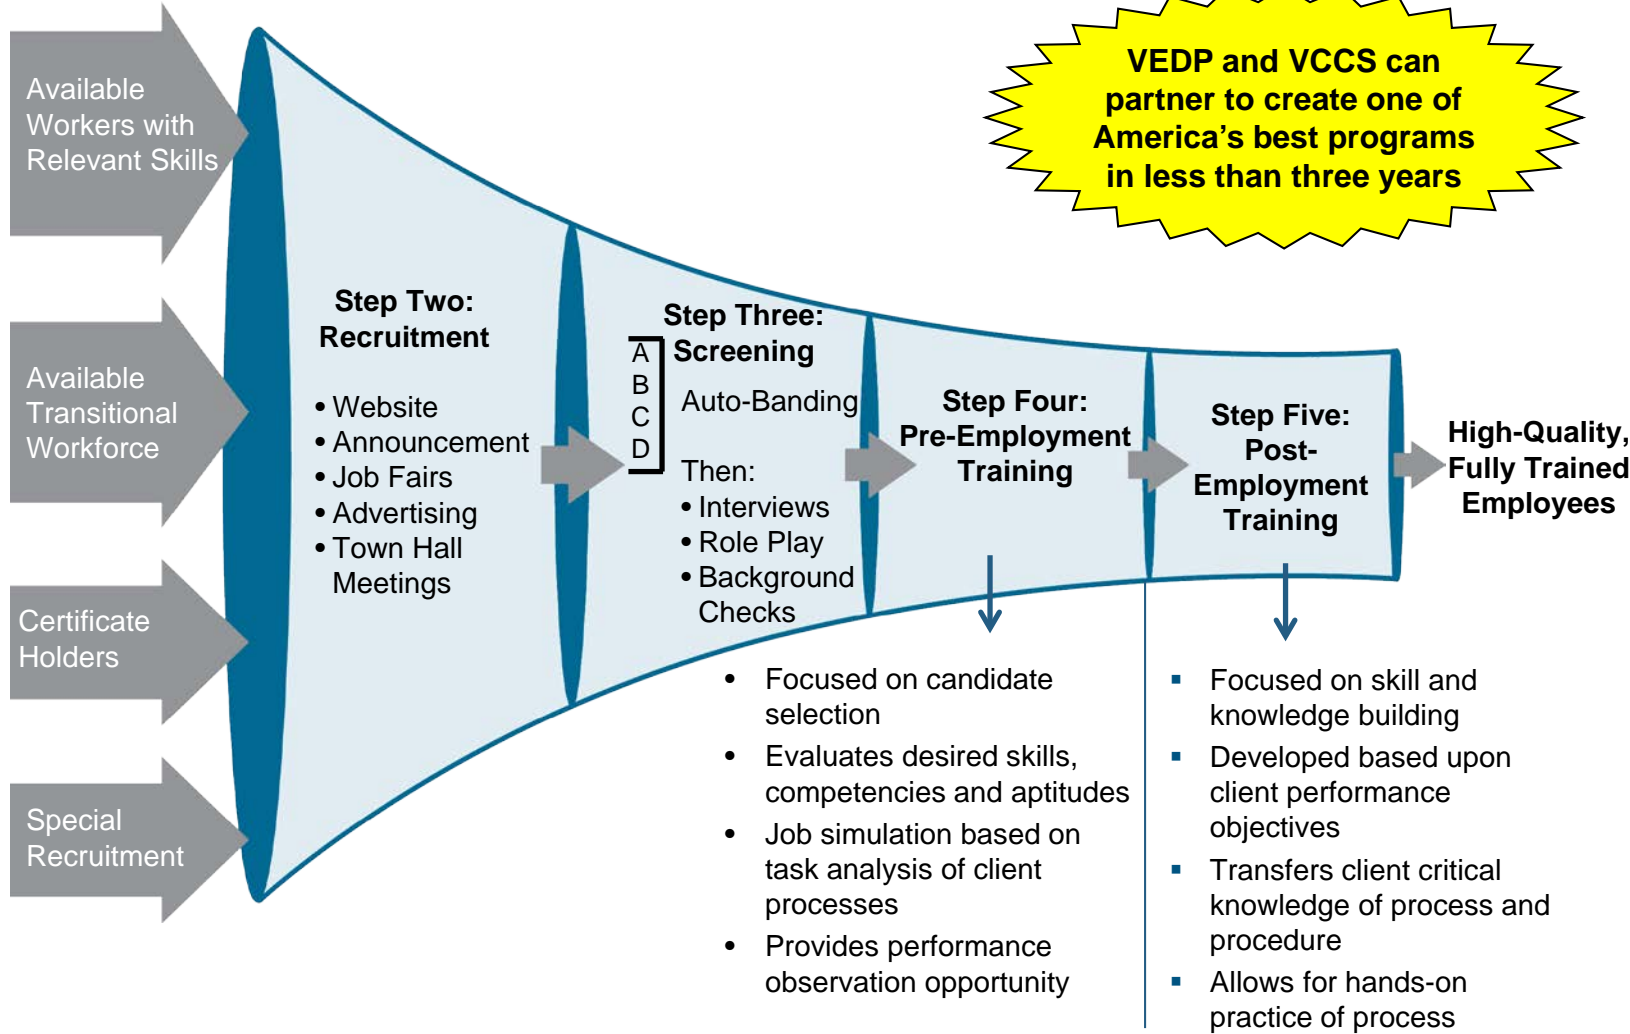 VEDP and VCCS can
partner to create one of
America's best programs
in less than three years
Available
Workers with
Relevant Skills
Available
Transitional
Workforce
Certificate
Holders
Special
Recruitment
Step Two:
Recruitment
• Website
• Announcement
• Job Fairs
• Advertising
• Town Hall
Meetings
Step Three:
Screening
A
B
C
D
Auto-Banding
Then:
• Interviews
• Role Play
• Background
Checks
Step Four:
Pre-Employment
Training
Step Five:
Post-
Employment
Training
High-Quality,
Fully Trained
Employees
• Focused on candidate
selection
• Evaluates desired skills,
competencies and aptitudes
• Job simulation based on
task analysis of client
processes
• Provides performance
observation opportunity
▪ Focused on skill and
knowledge building
▪ Developed based upon
client performance
objectives
▪ Transfers client critical
knowledge of process and
procedure
▪ Allows for hands-on
practice of process